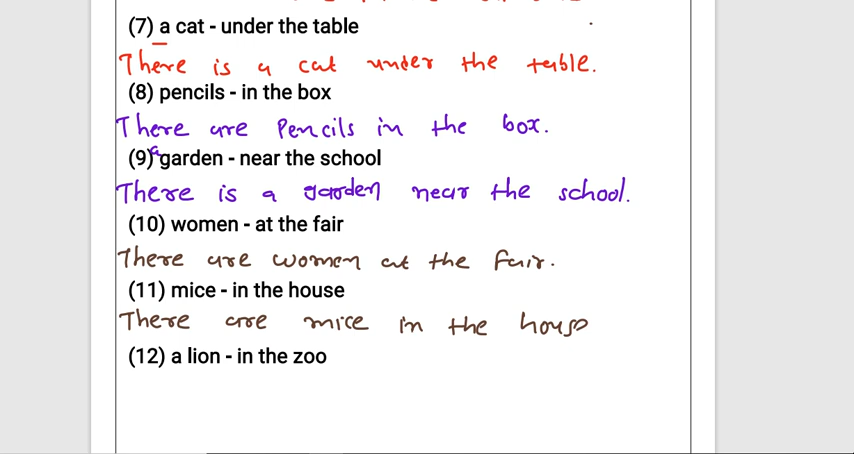 (7) a cat - under the table
There is a cat under the table.
(8) pencils - in the box
There are Pencils in the box.
(9) a garden - near the school
There is a garden near the school.
(10) women - at the fair
There are women at the fair.
(11) mice - in the house
There are mice in the house
(12) a lion - in the zoo